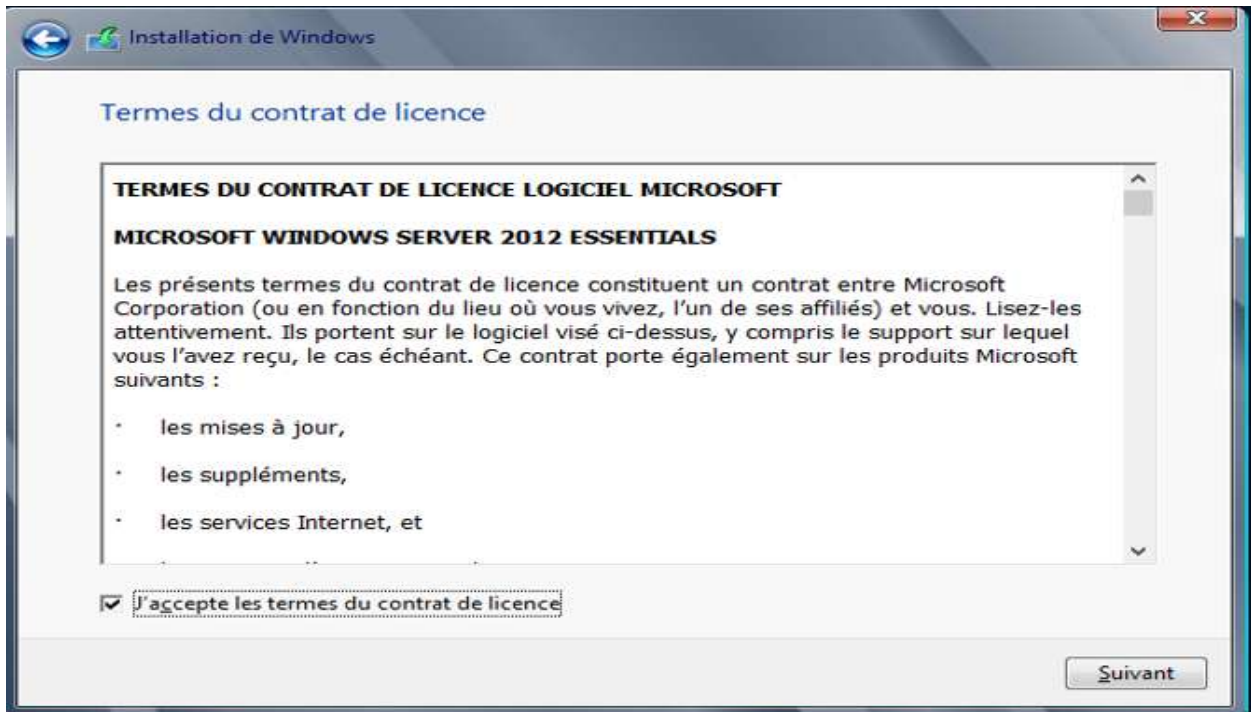 Installation de Windows
Termes du contrat de licence
TERMES DU CONTRAT DE LICENCE LOGICIEL MICROSOFT
MICROSOFT WINDOWS SERVER 2012 ESSENTIALS
Les présents termes du contrat de licence constituent un contrat entre Microsoft
Corporation (ou en fonction du lieu où vous vivez, l’un de ses affiliés) et vous. Lisez-les
attentivement. Ils portent sur le logiciel visé ci-dessus, y compris le support sur lequel
vous l’avez reçu, le cas échéant. Ce contrat porte également sur les produits Microsoft
suivants :
· les mises à jour,
· les suppléments,
· les services Internet, et
J'accepte les termes du contrat de licence
Suivant